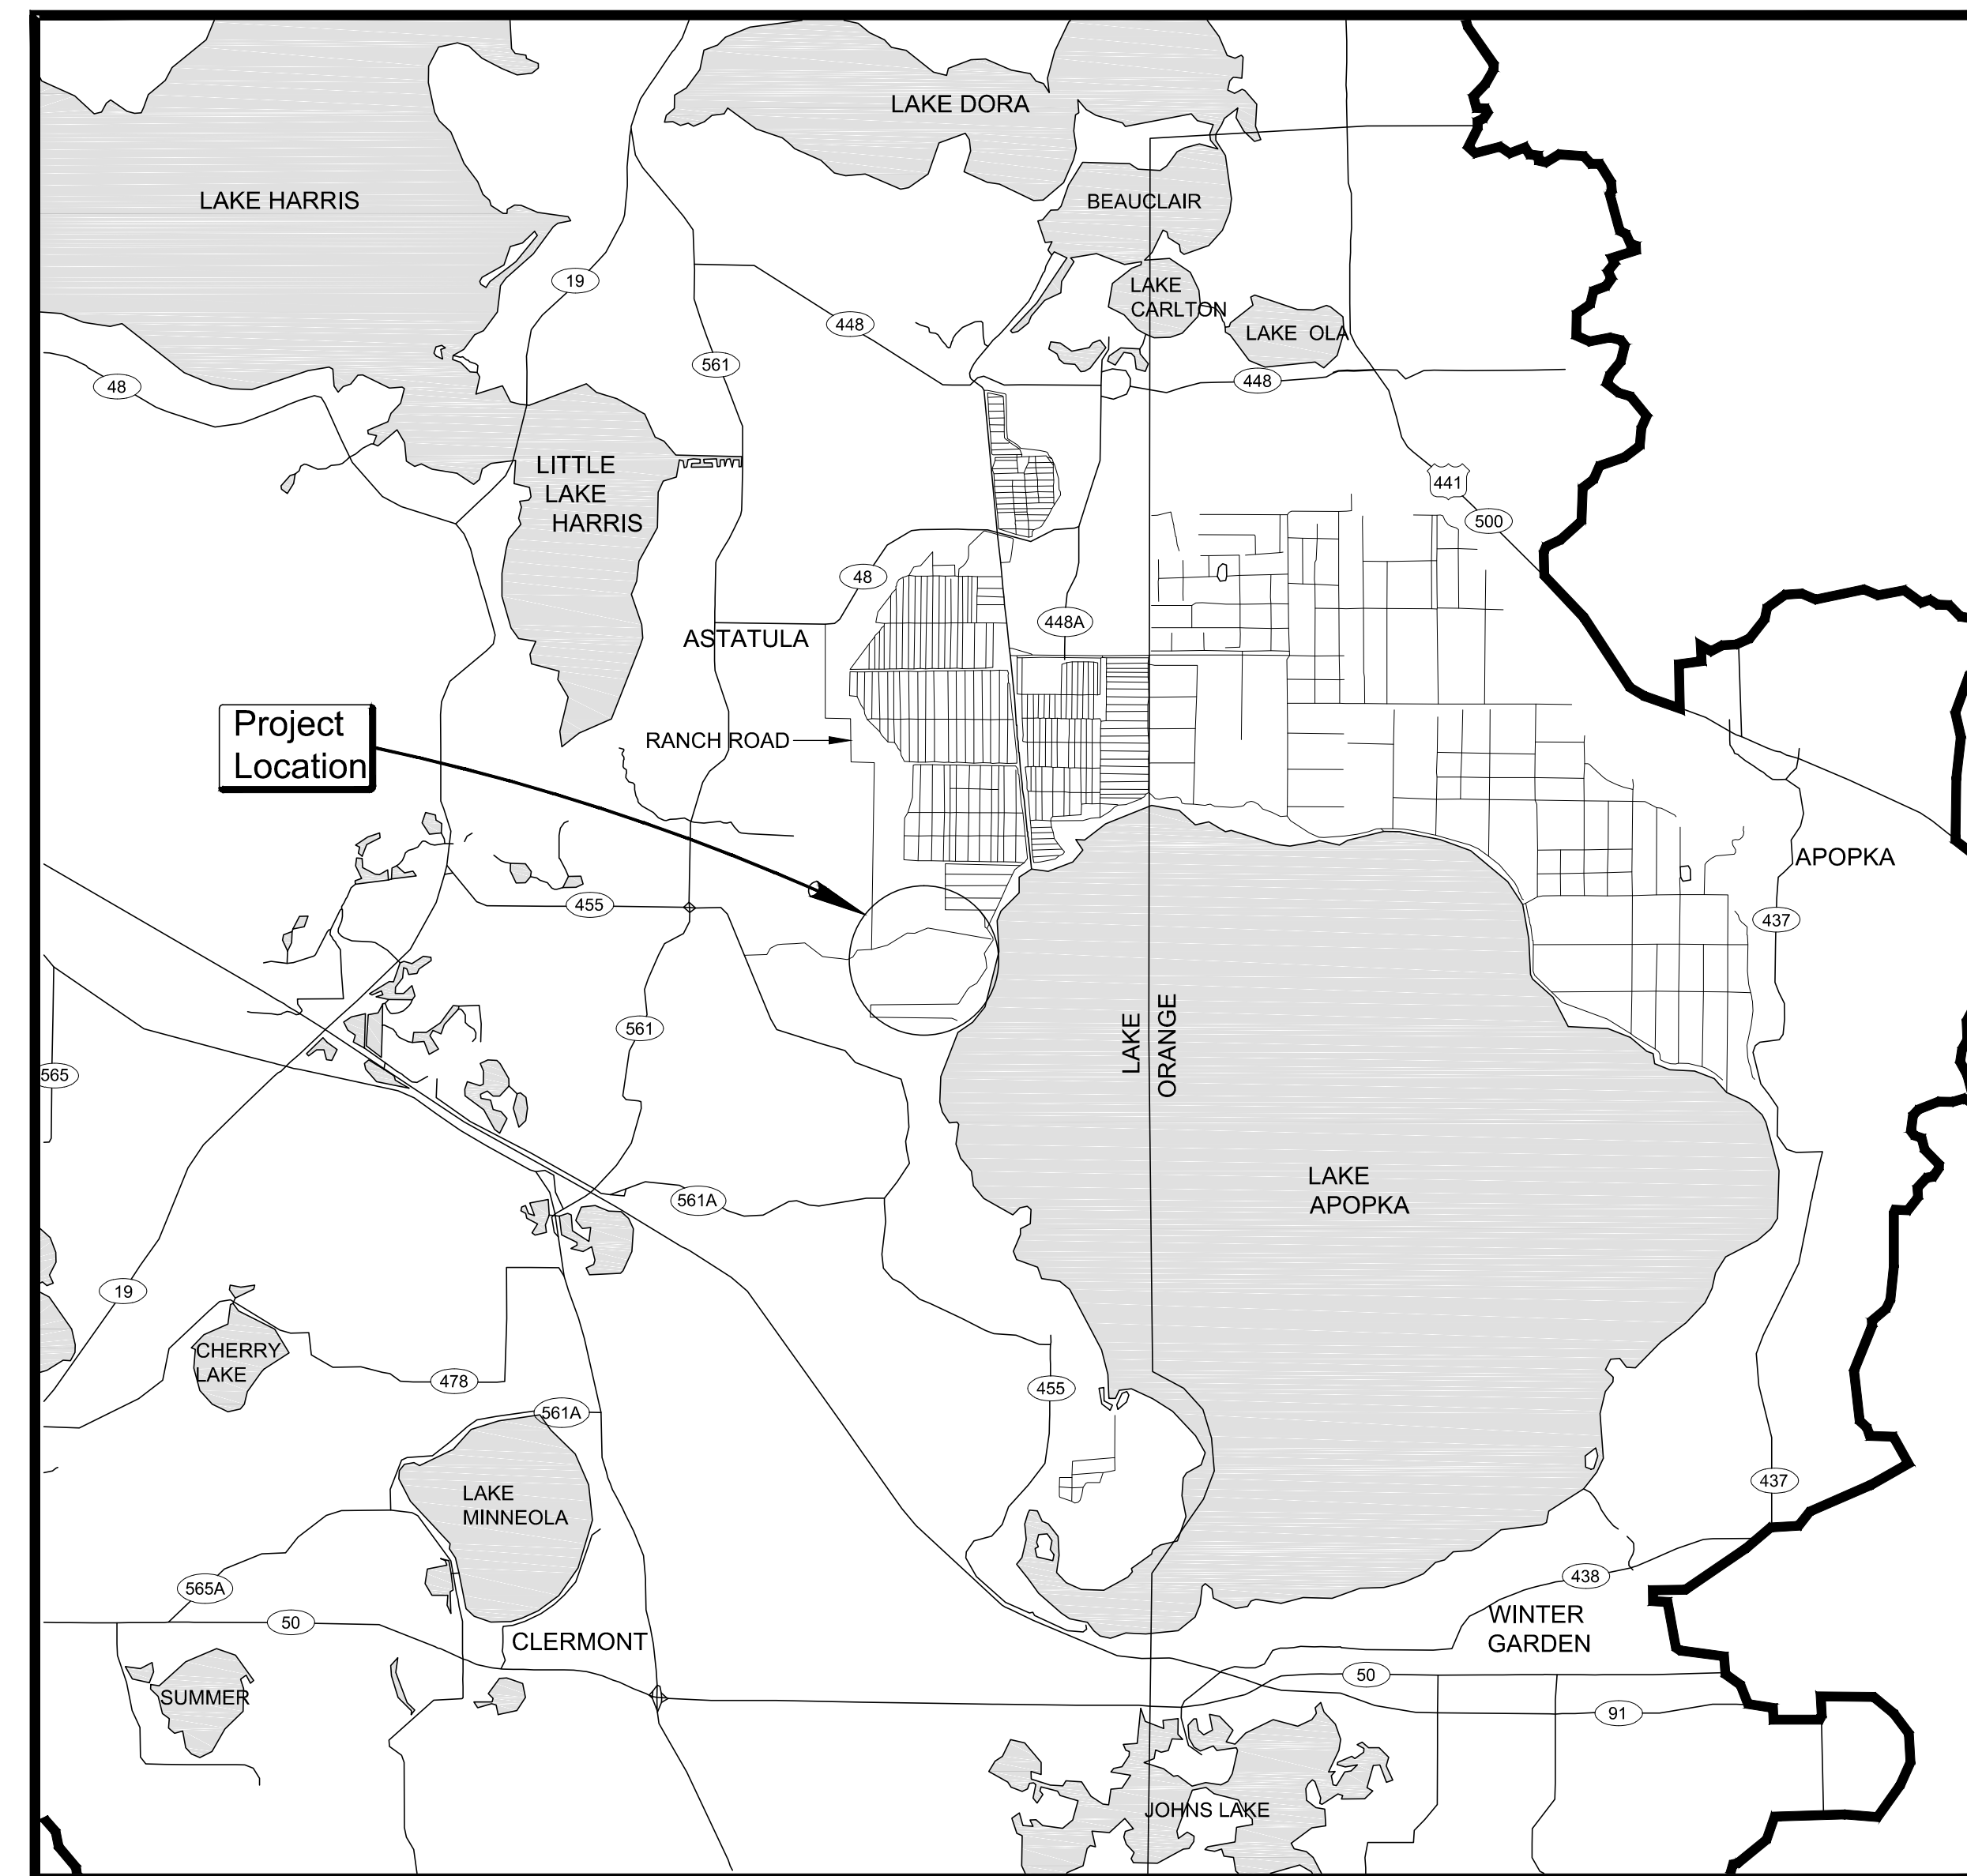 LAKE DORA
LAKE HARRIS
BEAUCLAIR
19
LAKE
CARLTON
448
LAKE OLA
561
48
448
LITTLE
LAKE
HARRIS
441
500
48
448A
ASTATULA
Project
Location
RANCH ROAD
APOPKA
455
437
561
LAKE
ORANGE
565
LAKE
APOPKA
561A
19
CHERRY
LAKE
478
455
561A
437
LAKE
MINNEOLA
438
565A
50
WINTER
GARDEN
CLERMONT
50
SUMMER
91
JOHNS LAKE